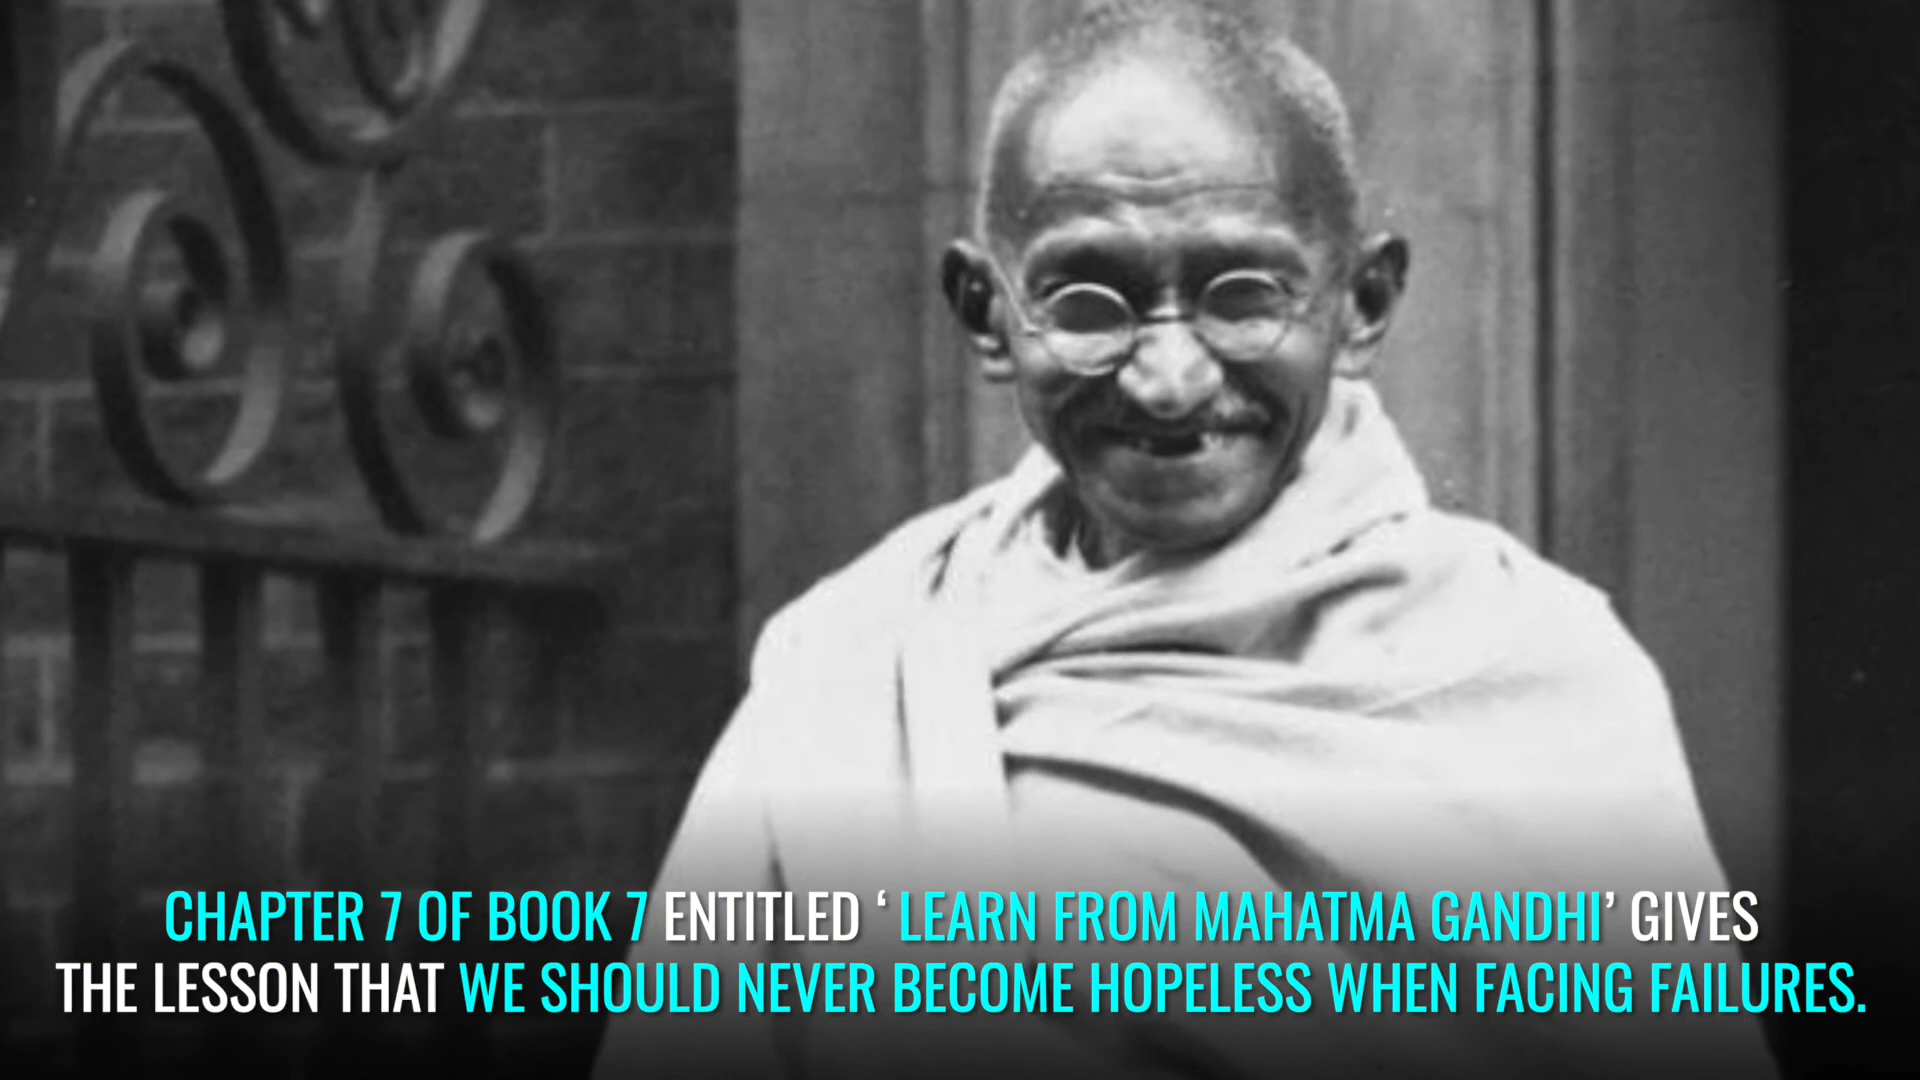 CHAPTER 7 OF BOOK 7 ENTITLED ‘ LEARN FROM MAHATMA GANDHI’ GIVES
THE LESSON THAT WE SHOULD NEVER BECOME HOPELESS WHEN FACING FAILURES.